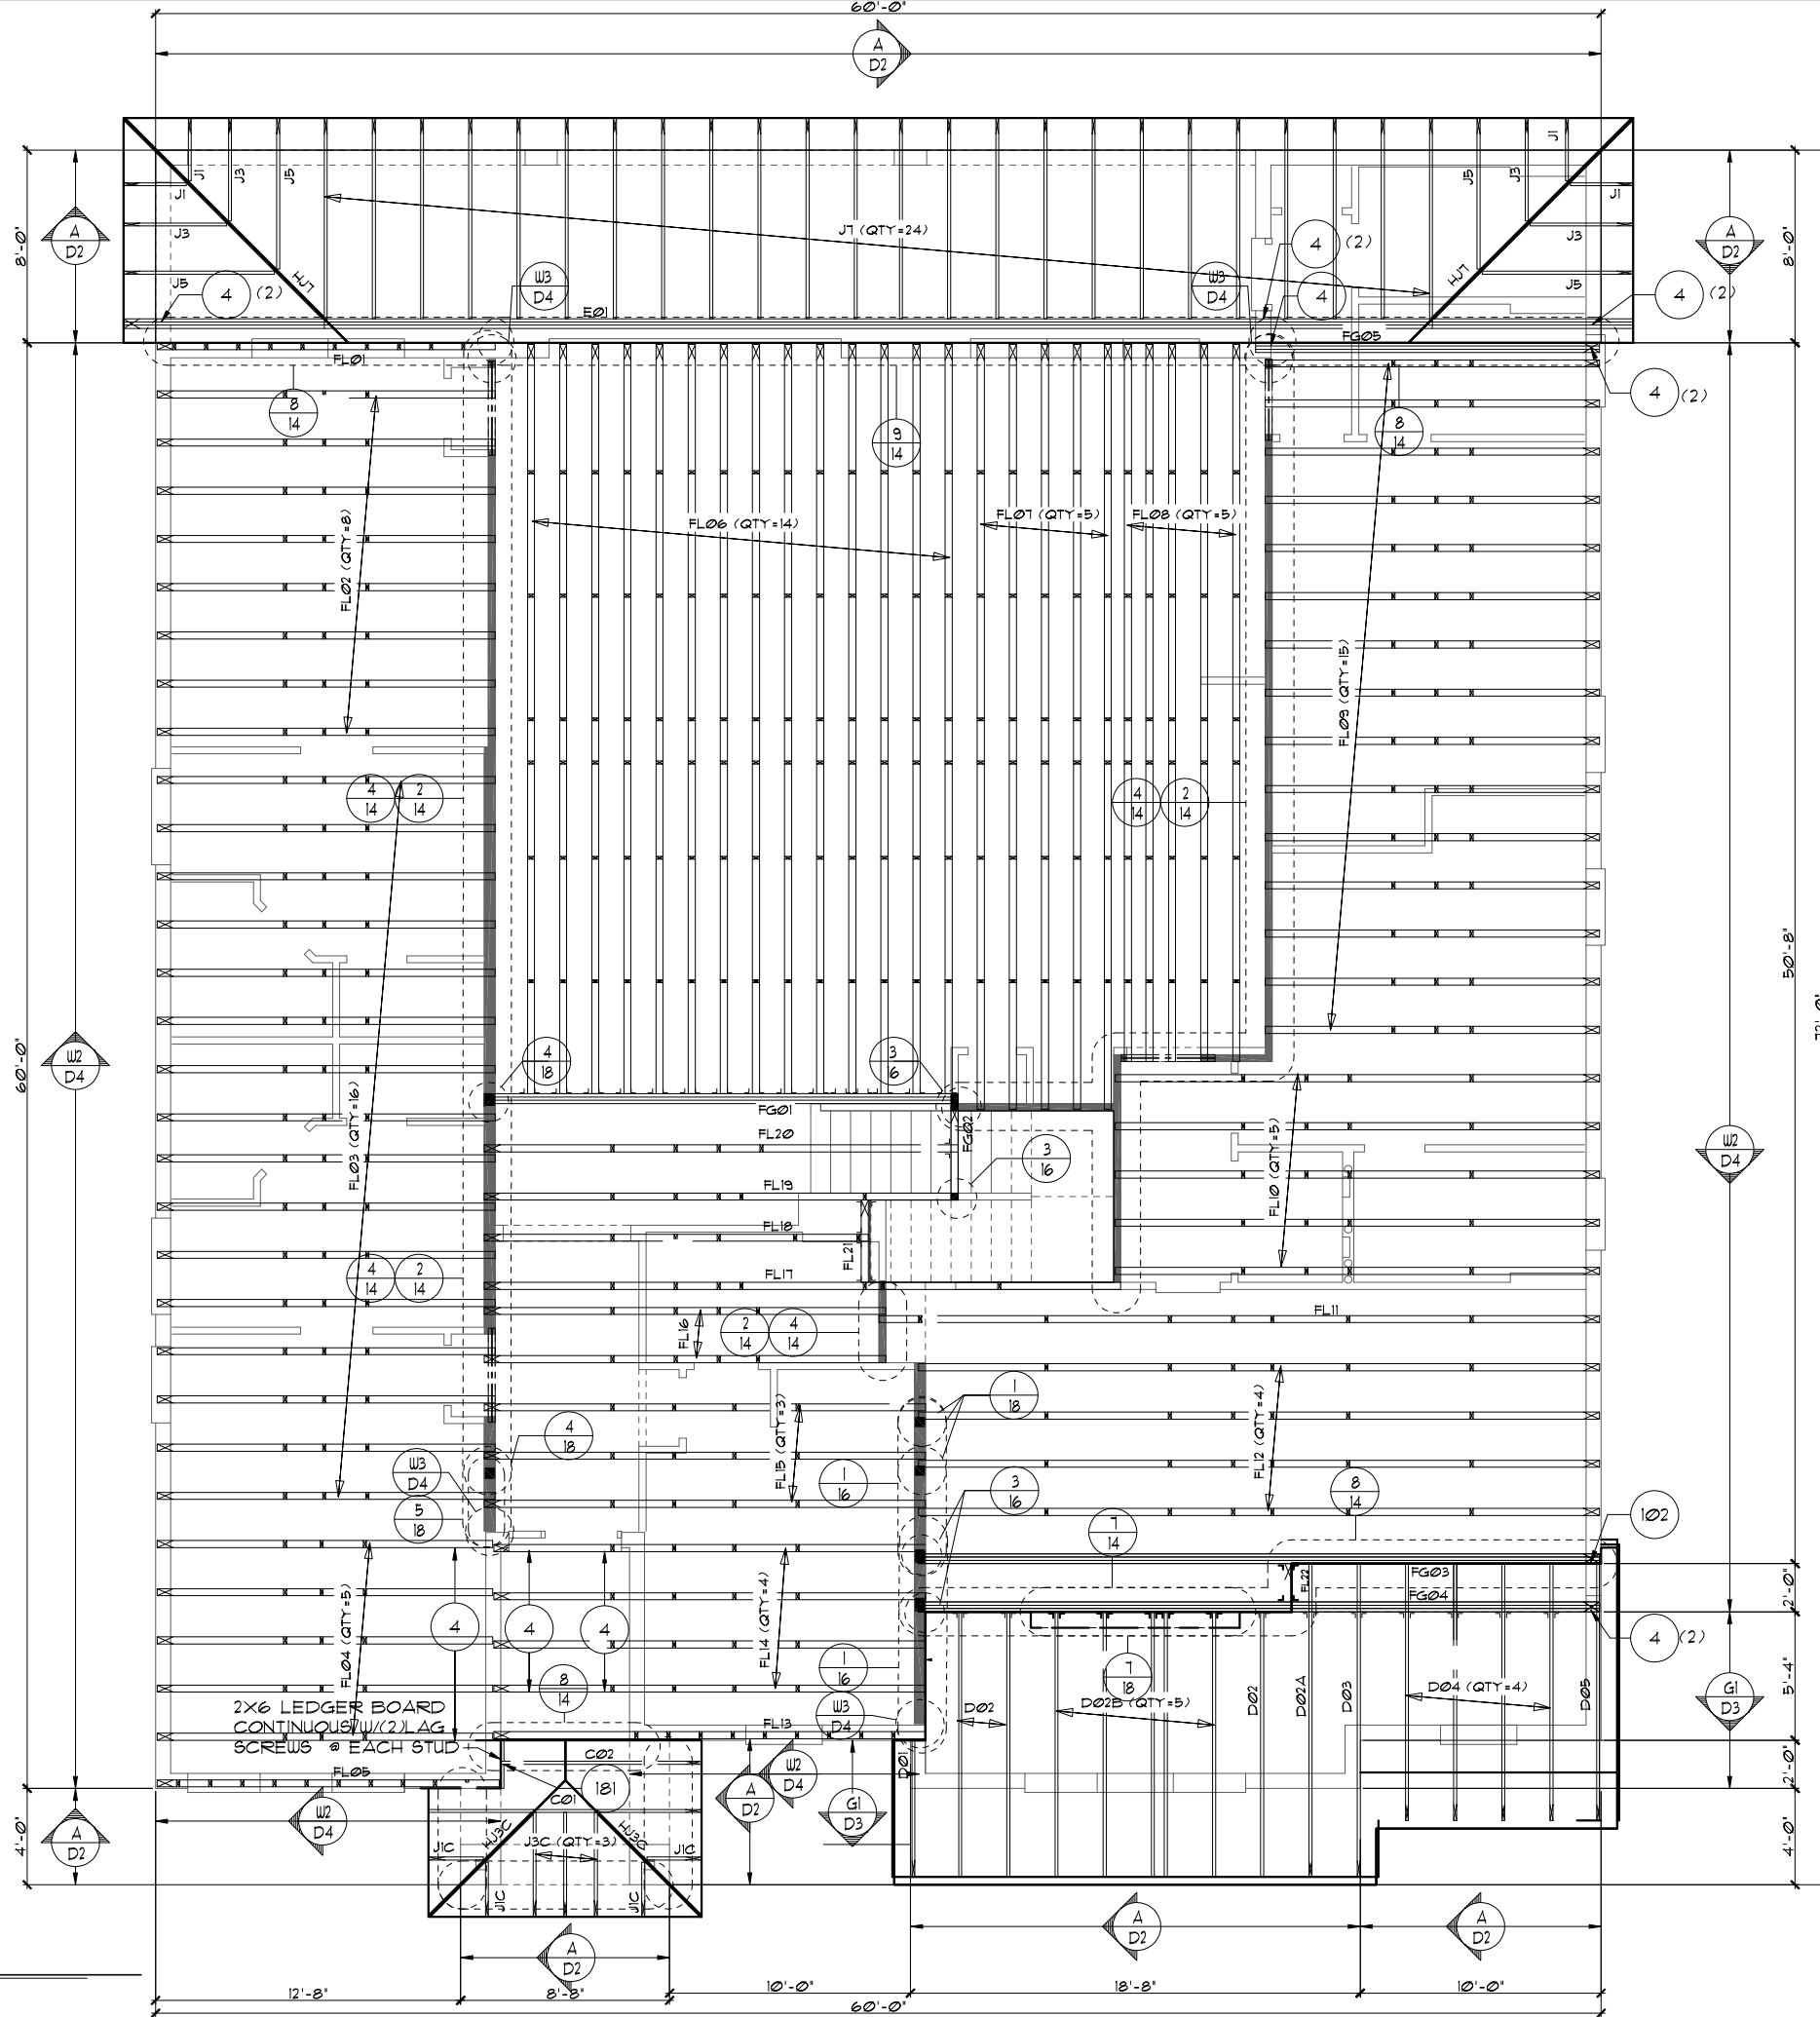 60'-0"
A
D2
J1
J3
J5
J1
J3
J5
HJ7
J7 (QTY=24)
J5
J3
J1
J1
J3
J5
HJ7
8'-0"
A
D2
A
D2
8'-0"
4 (2)
W3
D4
E01
W3
D4
4 (2)
4
4 (2)
FL01
FG05
4 (2)
8
14
9
14
8
14
FL02 (QTY=8)
FL06 (QTY=14)
FL07 (QTY=5)
FL08 (QTY=5)
FL09 (QTY=15)
4
14
2
14
4
14
2
14
50'-8"
60'-0"
W2
D4
W2
D4
4
18
3
6
FG01
FG02
FL20
FL03 (QTY=16)
3
16
FL19
FL10 (QTY=5)
FL18
FL21
4
14
2
14
FL17
FL16
2
14
4
14
FL11
1
18
FL15 (QTY=3)
FL12 (QTY=4)
4
18
W3
D4
5
18
1
16
3
16
8
14
7
14
102
FL22
FG03
FG04
2'-0"
FL04 (QTY=5)
4
4
4
FL14 (QTY=4)
1
16
7
18
4 (2)
8
14
2X6 LEDGER BOARD
CONTINUOUS W/(2) LAG
SCREWS @ EACH STUD
D02
D02B (QTY=5)
D02
D02A
D03
D04 (QTY=4)
D05
G1
D3
5'-4"
FL13
W3
D4
D01
C02
FL05
181
W2
D4
A
D2
G1
D3
2'-0"
C01
W2
D4
4'-0"
A
D2
HJ3C
J3C (QTY=3)
HJ3C
J1C
J1C
J1C
J1C
4'-0"
A
D2
A
D2
A
D2
12'-8"
8'-8"
10'-0"
18'-8"
10'-0"
60'-0"